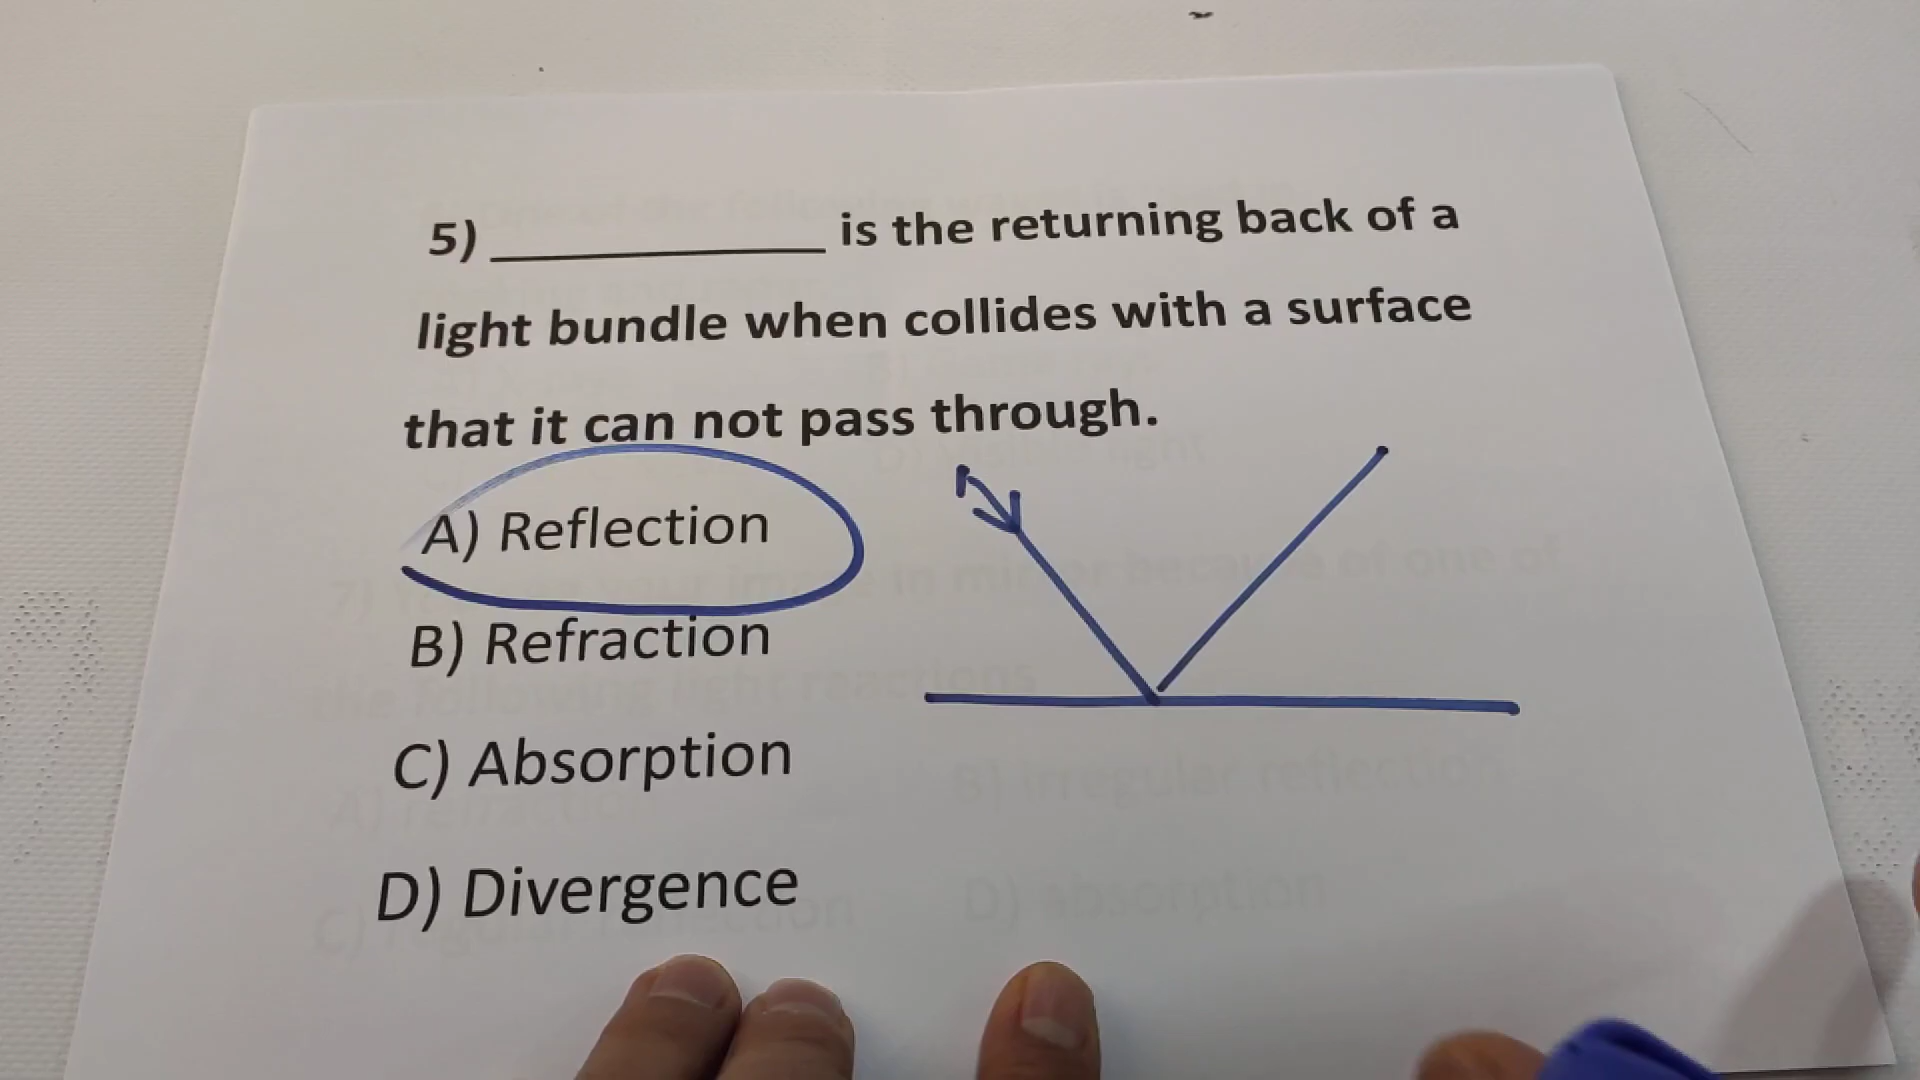 5) ____________ is the returning back of a
light bundle when collides with a surface
that it can not pass through.
A) Reflection
B) Refraction
C) Absorption
D) Divergence